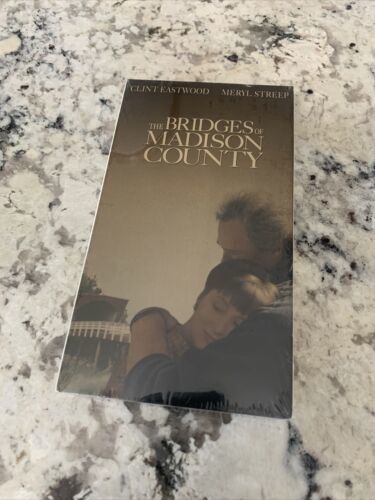 CLINT EASTWOOD MERYL STREEP
THE BRIDGES OF
MADISON
COUNTY